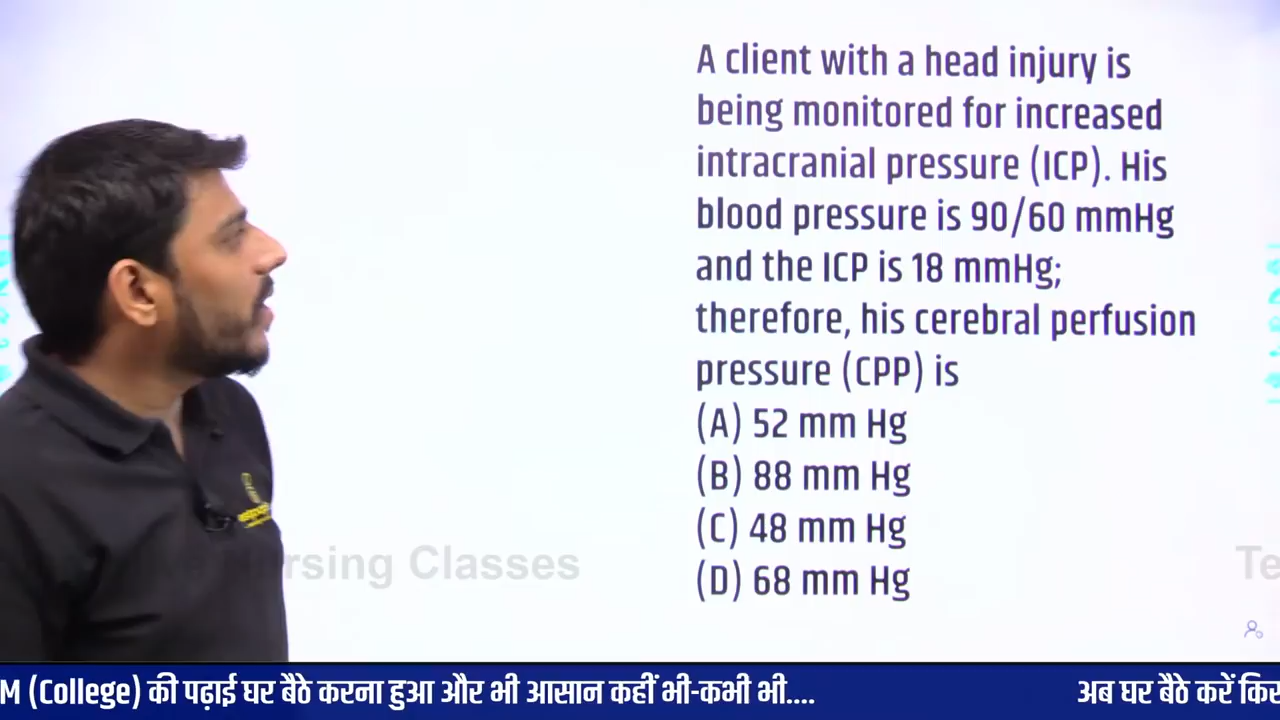 A client with a head injury is
being monitored for increased
intracranial pressure (ICP). His
blood pressure is 90/60 mmHg
and the ICP is 18 mmHg;
therefore, his cerebral perfusion
pressure (CPP) is
(A) 52 mm Hg
(B) 88 mm Hg
(C) 48 mm Hg
(D) 68 mm Hg
rsing Classes
Te
M (College) की पढ़ाई घर बैठे करना हुआ और भी आसान कहीं भी-कभी भी....
अब घर बैठे करें